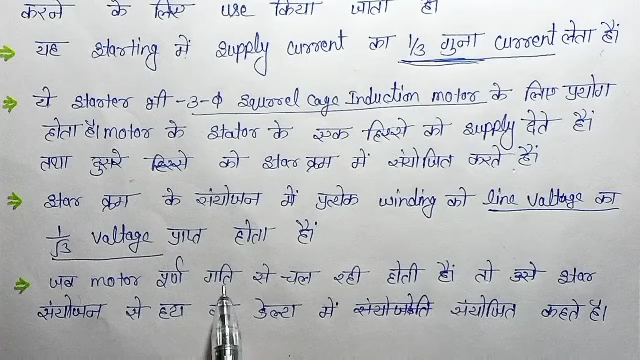 करने के लिए use किया जाता है।
यह starting में supply current का 1/3 गुना current लेता है।
ये starter भी -3-Φ squirrel cage Induction motor के लिए प्रयोग
होता है। motor के stator के एक हिस्से को supply देते है।
तथा दुसरे हिस्से को star क्रम में संयोजित करते है।
star क्रम के संयोजन में प्रत्येक winding को line voltage का
1/√3 voltage प्राप्त होता है।
जब motor पूर्ण गति से चल रही होती है। तो उसे star
संयोजन से हटा डेल्टा में संयोजित कहते है।